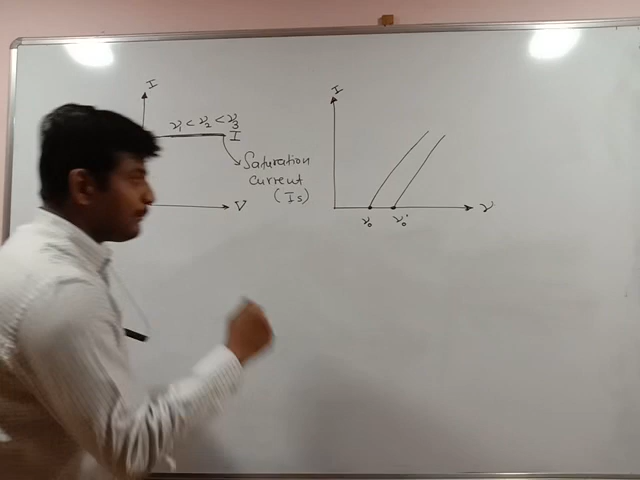 I
ν₁ < ν₂ < ν₃
I
Saturation
current
(Is)
V
I
ν₀
ν₀'
ν